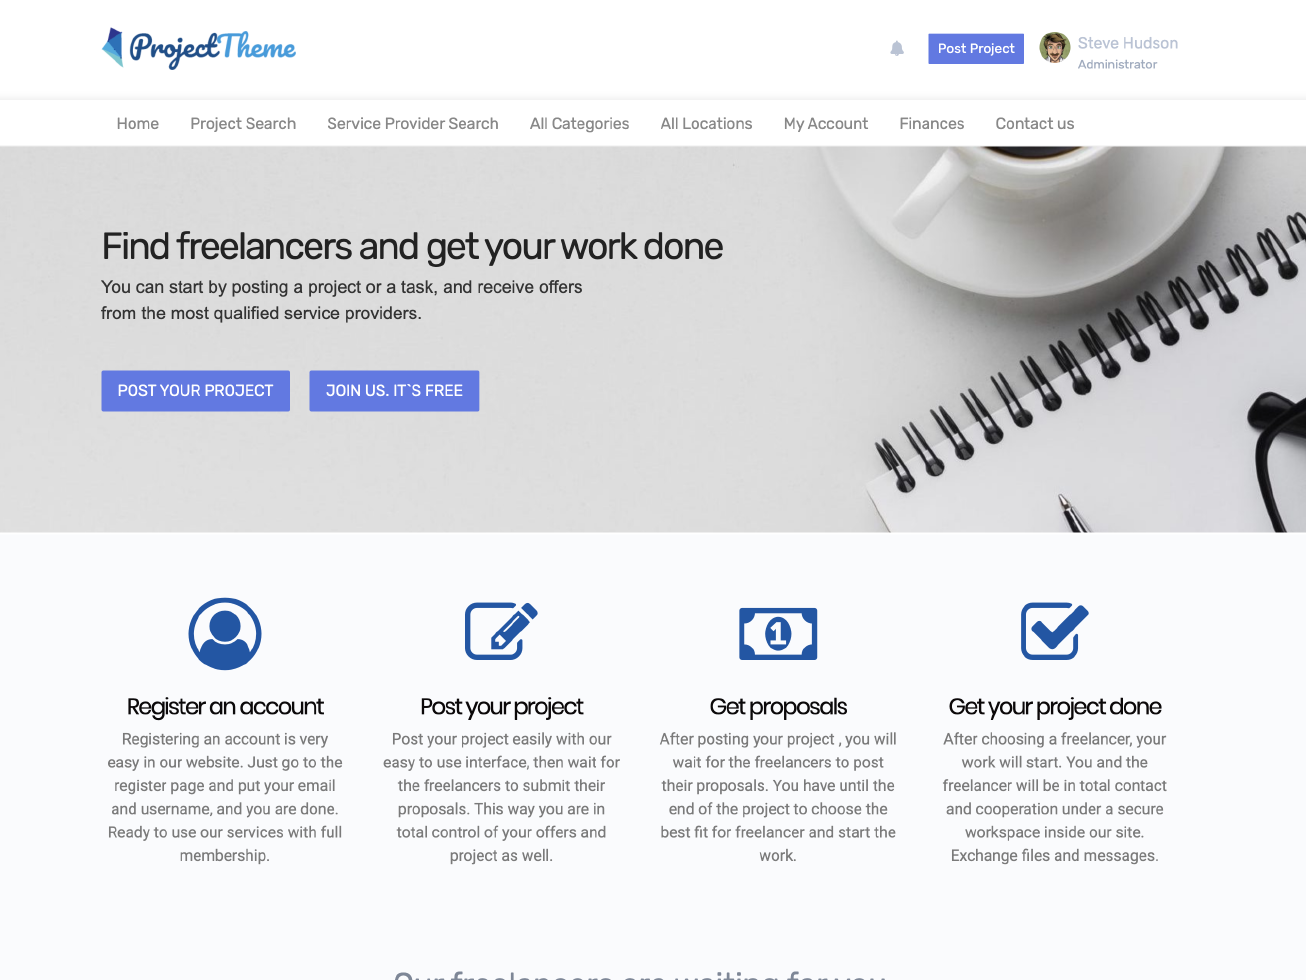 ProjectTheme
Post Project
Steve Hudson
Administrator
Home Project Search Service Provider Search All Categories All Locations My Account Finances Contact us
Find freelancers and get your work done
You can start by posting a project or a task, and receive offers
from the most qualified service providers.
POST YOUR PROJECT JOIN US. IT`S FREE
1
Register an account
Registering an account is very
easy in our website. Just go to the
register page and put your email
and username, and you are done.
Ready to use our services with full
membership.
Post your project
Post your project easily with our
easy to use interface, then wait for
the freelancers to submit their
proposals. This way you are in
total control of your offers and
project as well.
Get proposals
After posting your project , you will
wait for the freelancers to post
their proposals. You have until the
end of the project to choose the
best fit for freelancer and start the
work.
Get your project done
After choosing a freelancer, your
work will start. You and the
freelancer will be in total contact
and cooperation under a secure
workspace inside our site.
Exchange files and messages.
Our freelancers are waiting for you